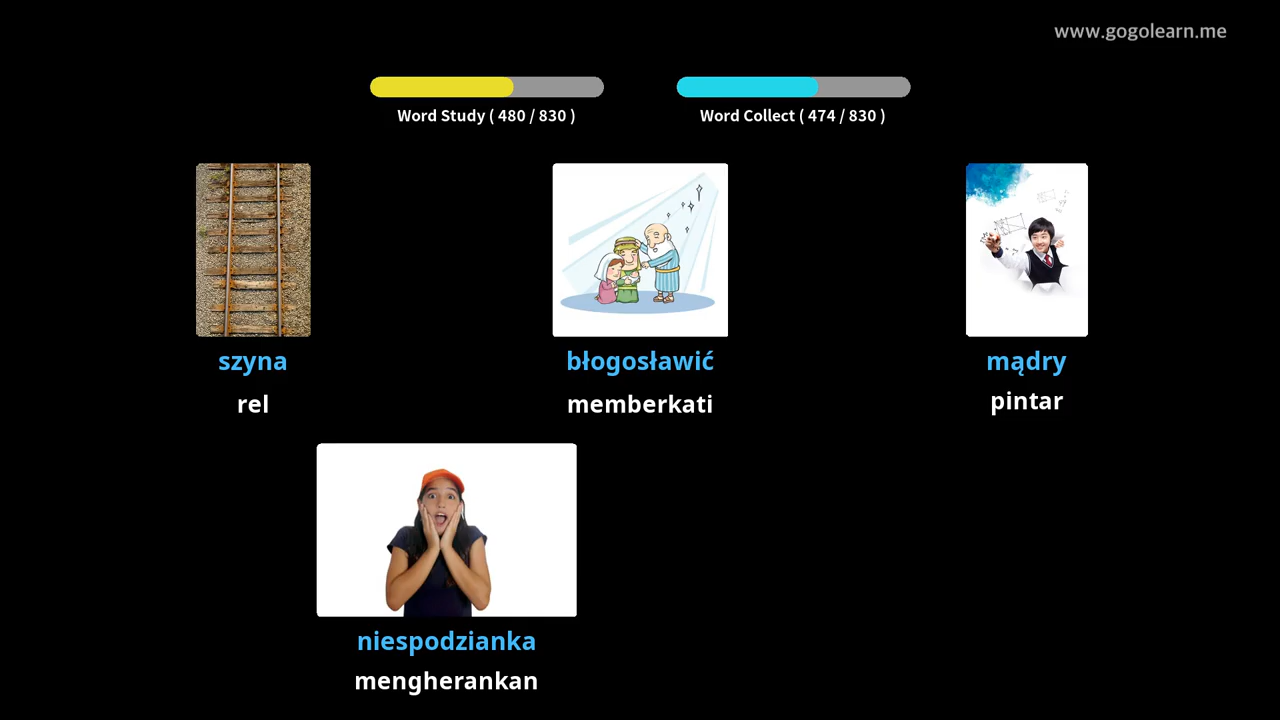 www.gogolearn.me
Word Study ( 480 / 830 )
Word Collect ( 474 / 830 )
szyna
błogosławić
mądry
rel
memberkati
pintar
niespodzianka
mengherankan